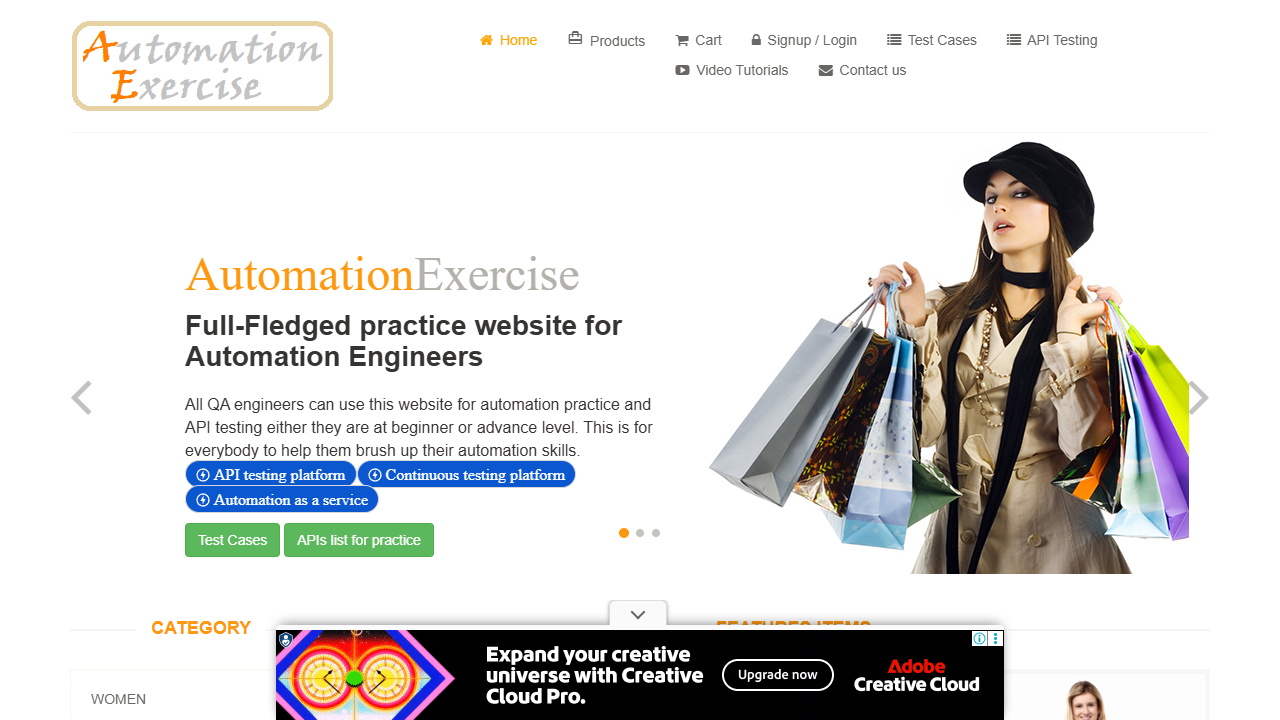 Automation
Exercise
Home
Products
Cart
Signup / Login
Test Cases
API Testing
Video Tutorials
Contact us
AutomationExercise
Full-Fledged practice website for
Automation Engineers
All QA engineers can use this website for automation practice and
API testing either they are at beginner or advance level. This is for
everybody to help them brush up their automation skills.
API testing platform
Continuous testing platform
Automation as a service
Test Cases
APIs list for practice
CATEGORY
FEATURES ITEMS
WOMEN
Expand your creative
universe with Creative
Cloud Pro.
Upgrade now
Adobe
Creative Cloud